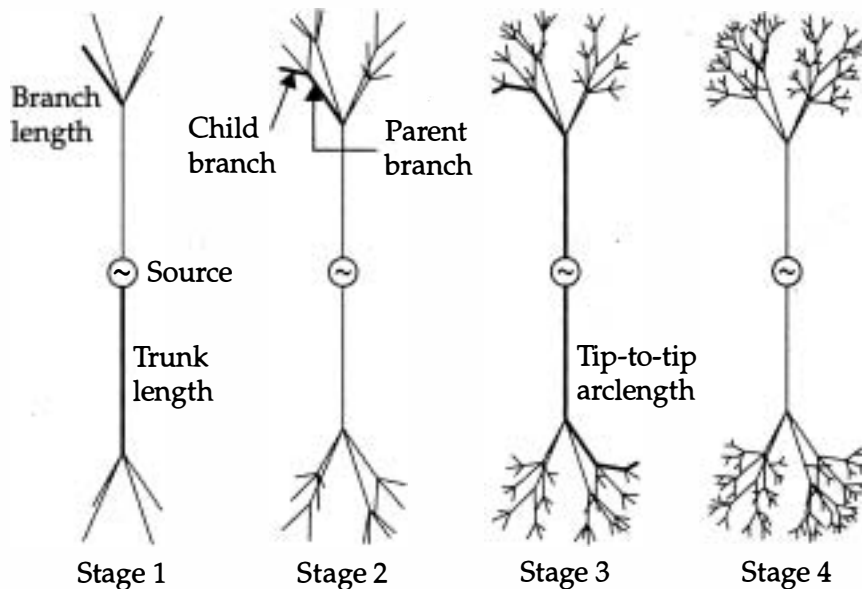 Branch
length
Child
branch
Parent
branch
Source
Trunk
length
Tip-to-tip
arclength
Stage 1
Stage 2
Stage 3
Stage 4